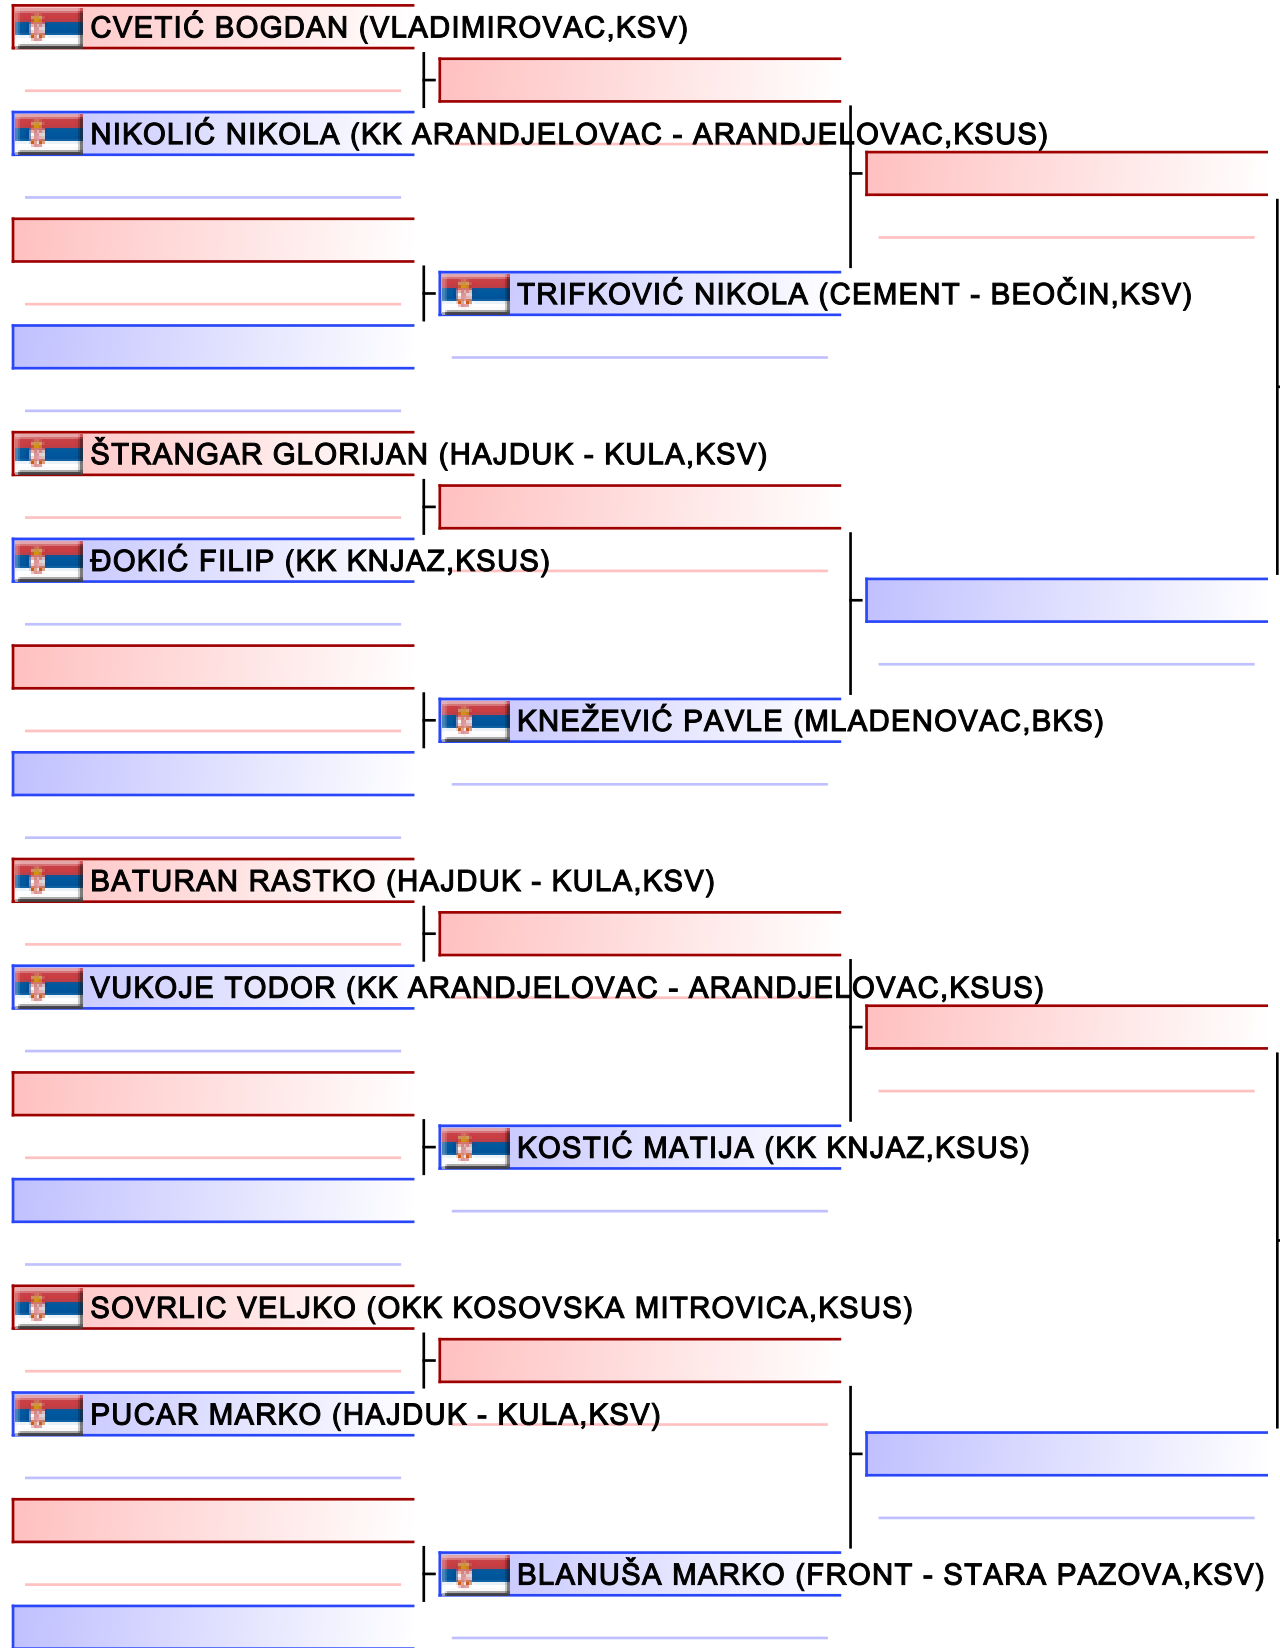 CVETIĆ BOGDAN (VLADIMIROVAC,KSV)
NIKOLIĆ NIKOLA (KK ARANDJELOVAC - ARANDJELOVAC,KSUS)
TRIFKOVIĆ NIKOLA (CEMENT - BEOČIN,KSV)
ŠTRANGAR GLORIJAN (HAJDUK - KULA,KSV)
ĐOKIĆ FILIP (KK KNJAZ,KSUS)
KNEŽEVIĆ PAVLE (MLADENOVAC,BKS)
BATURAN RASTKO (HAJDUK - KULA,KSV)
VUKOJE TODOR (KK ARANDJELOVAC - ARANDJELOVAC,KSUS)
KOSTIĆ MATIJA (KK KNJAZ,KSUS)
SOVRLIC VELJKO (OKK KOSOVSKA MITROVICA,KSUS)
PUCAR MARKO (HAJDUK - KULA,KSV)
BLANUŠA MARKO (FRONT - STARA PAZOVA,KSV)